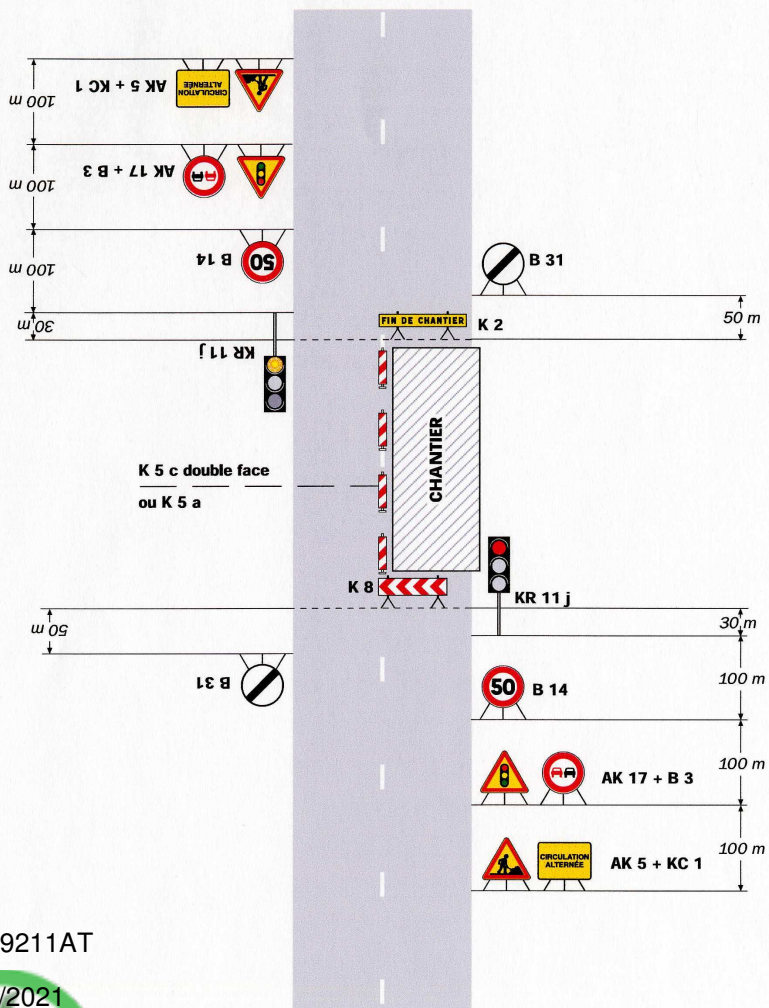 AK 5 + KC 1
CIRCULATION
ALTERNÉE
100 m
AK 17 + B 3
100 m
B 14
50
100 m
B 31
30 m
KR 11 j
FIN DE CHANTIER
K 2
50 m
CHANTIER
K 5 c double face
ou K 5 a
K 8
KR 11 j
50 m
30 m
B 31
50
B 14
100 m
AK 17 + B 3
100 m
CIRCULATION
ALTERNÉE
AK 5 + KC 1
100 m
9211AT
/2021